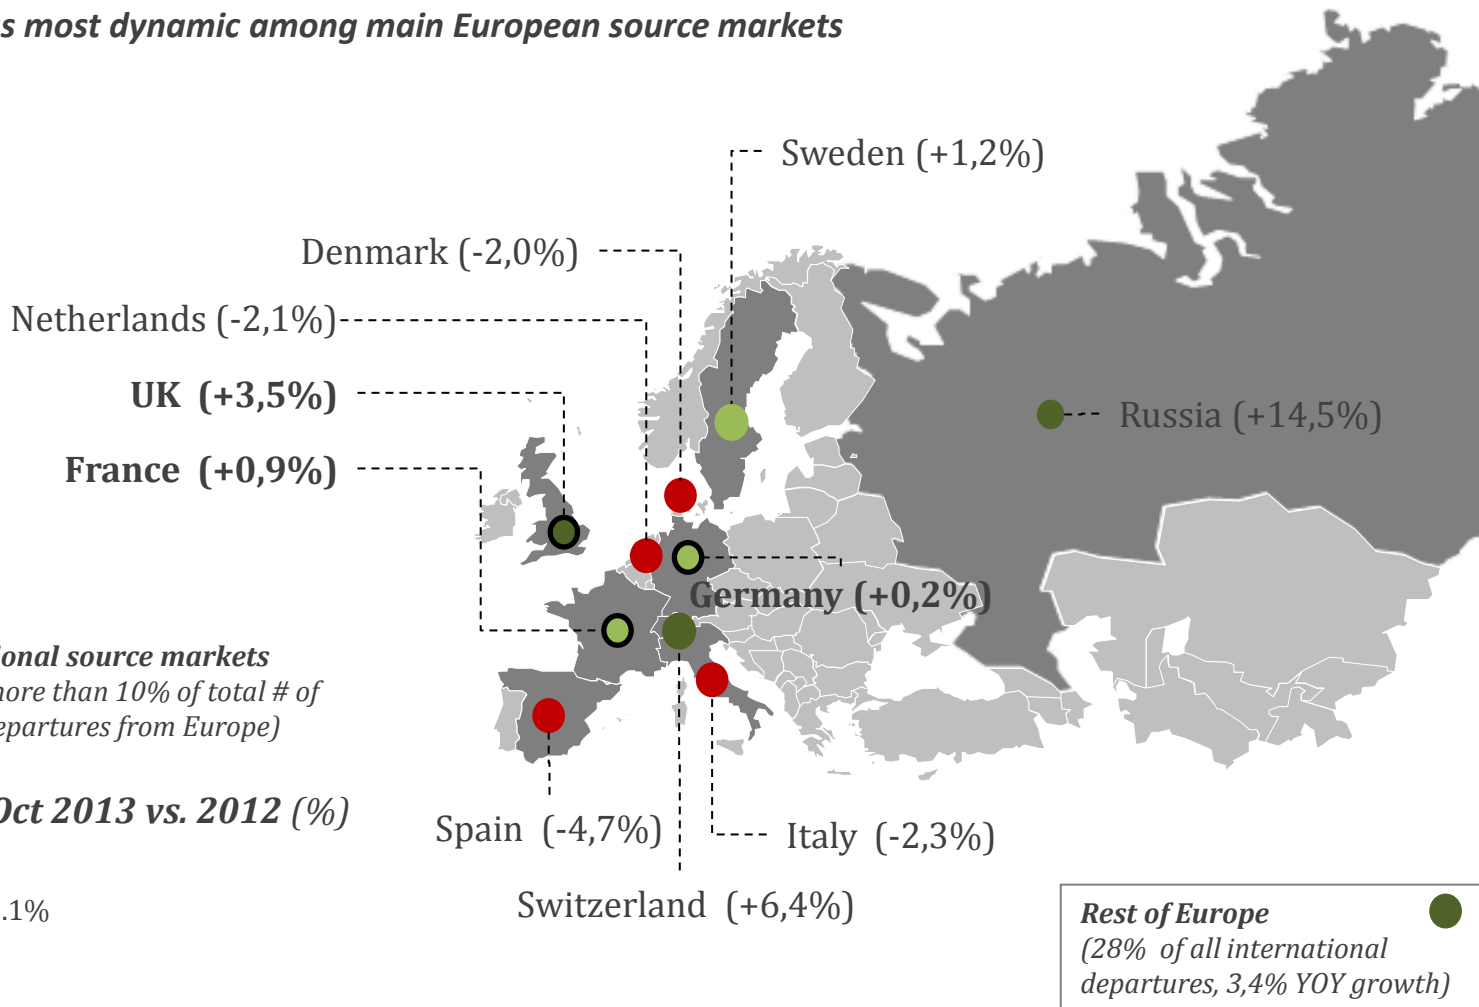 s most dynamic among main European source markets
Sweden (+1,2%)
Denmark (-2,0%)
Netherlands (-2,1%)
UK (+3,5%)
Russia (+14,5%)
France (+0,9%)
Germany (+0,2%)
onal source markets
more than 10% of total # of
epartures from Europe)
Oct 2013 vs. 2012 (%)
Spain (-4,7%)
Italy (-2,3%)
Switzerland (+6,4%)
.1%
Rest of Europe
(28% of all international
departures, 3,4% YOY growth)